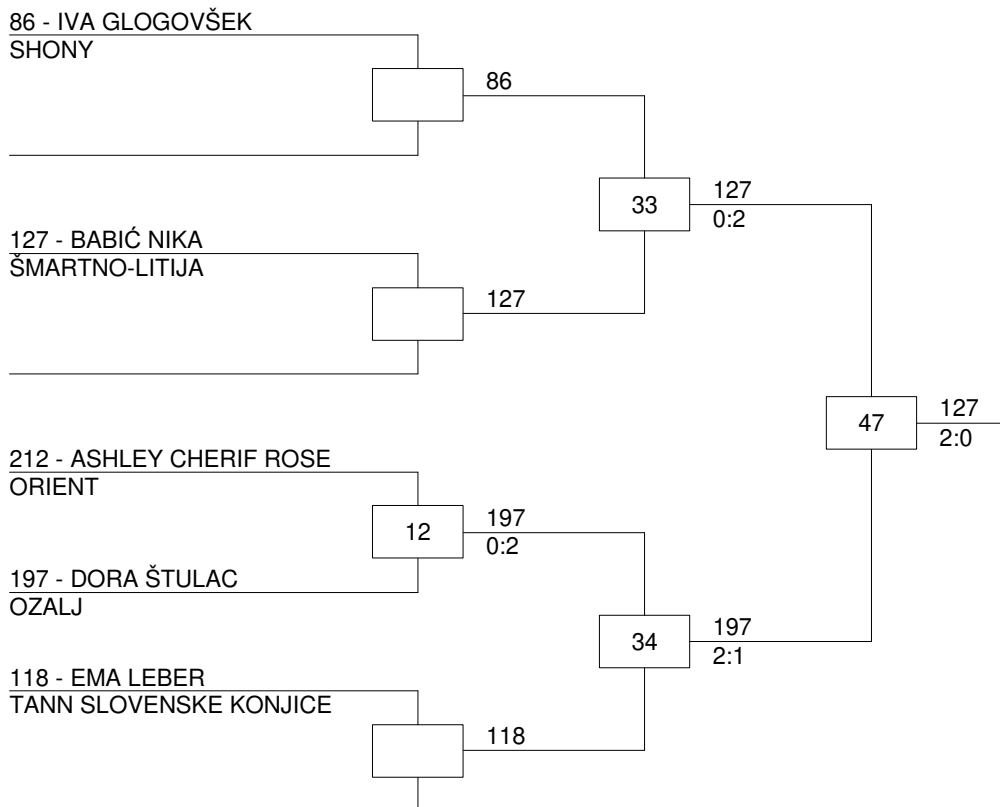 86 - IVA GLOGOVŠEK
SHONY
86
33
127
0:2
127 - BABIĆ NIKA
ŠMARTNO-LITIJA
127
47
127
2:0
212 - ASHLEY CHERIF ROSE
ORIENT
12
197
0:2
197 - DORA ŠTULAC
OZALJ
34
197
2:1
118 - EMA LEBER
TANN SLOVENSKE KONJICE
118